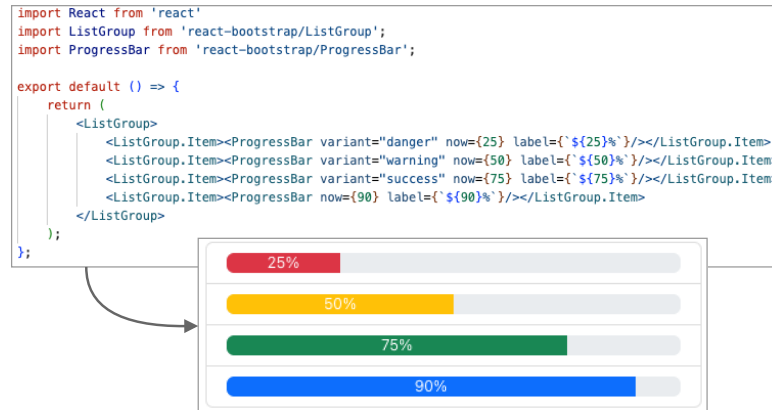 import React from 'react'
import ListGroup from 'react-bootstrap/ListGroup';
import ProgressBar from 'react-bootstrap/ProgressBar';
export default () => {
    return (
        <ListGroup>
            <ListGroup.Item><ProgressBar variant="danger" now={25} label={`${25}%`}/></ListGroup.Item>
            <ListGroup.Item><ProgressBar variant="warning" now={50} label={`${50}%`}/></ListGroup.Item
            <ListGroup.Item><ProgressBar variant="success" now={75} label={`${75}%`}/></ListGroup.Item
            <ListGroup.Item><ProgressBar now={90} label={`${90}%`}/></ListGroup.Item>
        </ListGroup>
    );
};
25%
50%
75%
90%